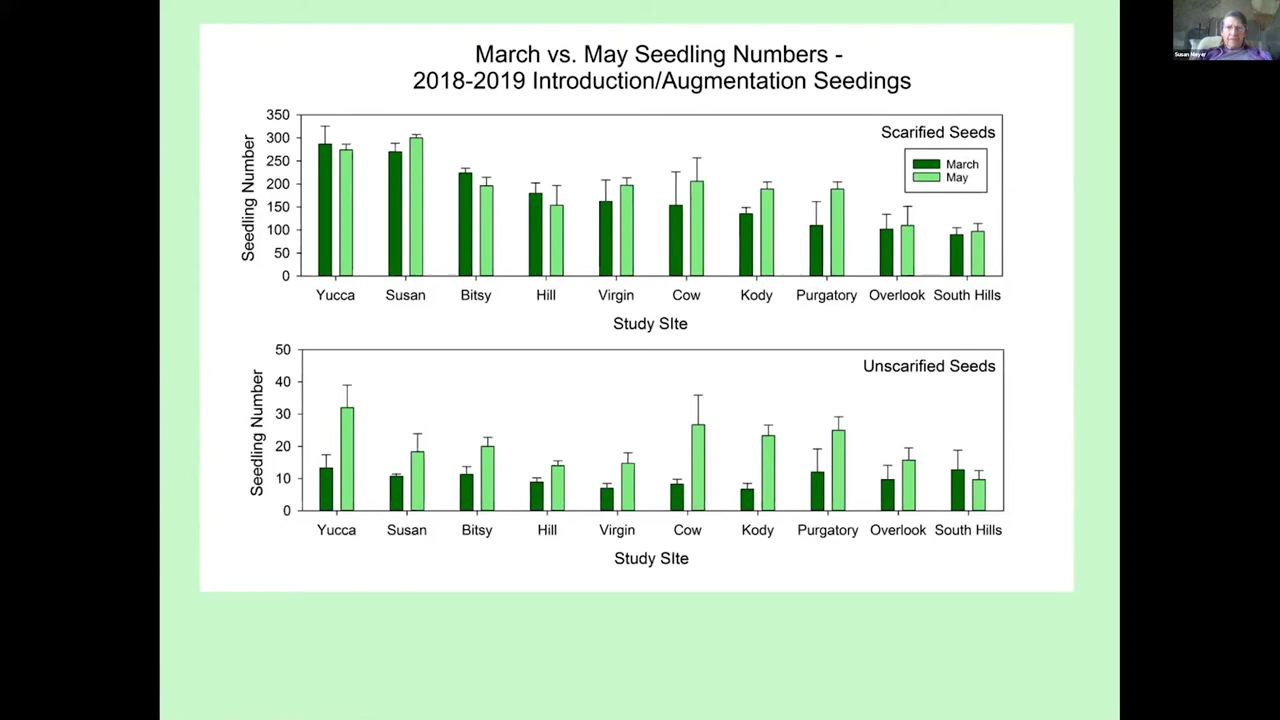 March vs. May Seedling Numbers -
2018-2019 Introduction/Augmentation Seedings
350
300
250
200
150
100
50
0
Seedling Number
Scarified Seeds
March
May
Yucca Susan Bitsy Hill Virgin Cow Kody Purgatory Overlook South Hills
Study SIte
50
40
30
20
10
0
Seedling Number
Unscarified Seeds
Yucca Susan Bitsy Hill Virgin Cow Kody Purgatory Overlook South Hills
Study SIte
Susan Meyer